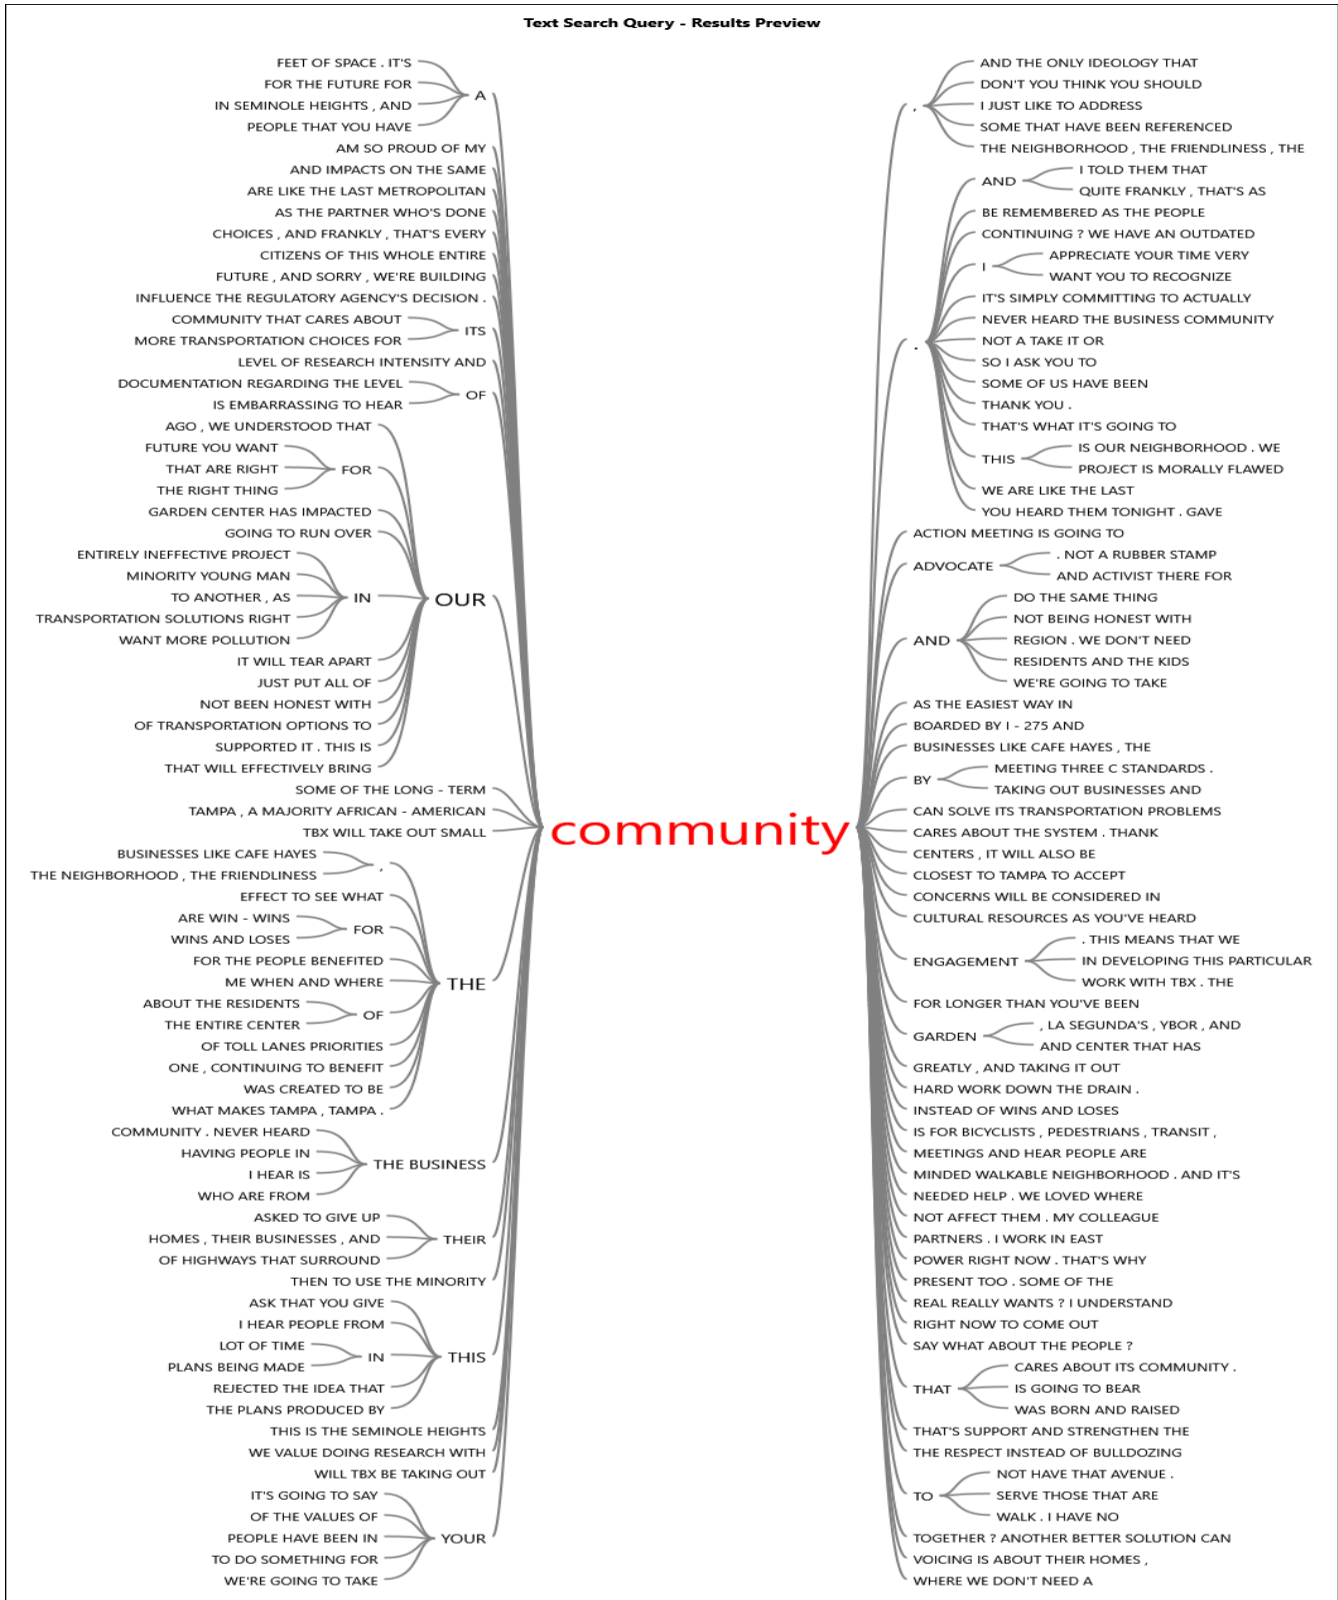 Text Search Query - Results Preview
FEET OF SPACE . IT'S
FOR THE FUTURE FOR
IN SEMINOLE HEIGHTS , AND
PEOPLE THAT YOU HAVE
A
AM SO PROUD OF MY
AND IMPACTS ON THE SAME
ARE LIKE THE LAST METROPOLITAN
AS THE PARTNER WHO'S DONE
CHOICES , AND FRANKLY , THAT'S EVERY
CITIZENS OF THIS WHOLE ENTIRE
FUTURE , AND SORRY , WE'RE BUILDING
INFLUENCE THE REGULATORY AGENCY'S DECISION .
COMMUNITY THAT CARES ABOUT
MORE TRANSPORTATION CHOICES FOR
ITS
LEVEL OF RESEARCH INTENSITY AND
DOCUMENTATION REGARDING THE LEVEL
IS EMBARRASSING TO HEAR
OF
AGO , WE UNDERSTOOD THAT
FUTURE YOU WANT
THAT ARE RIGHT
THE RIGHT THING
FOR
GARDEN CENTER HAS IMPACTED
GOING TO RUN OVER
ENTIRELY INEFFECTIVE PROJECT
MINORITY YOUNG MAN
TO ANOTHER , AS
TRANSPORTATION SOLUTIONS RIGHT
WANT MORE POLLUTION
IN
OUR
IT WILL TEAR APART
JUST PUT ALL OF
NOT BEEN HONEST WITH
OF TRANSPORTATION OPTIONS TO
SUPPORTED IT . THIS IS
THAT WILL EFFECTIVELY BRING
SOME OF THE LONG - TERM
TAMPA , A MAJORITY AFRICAN - AMERICAN
TBX WILL TAKE OUT SMALL
BUSINESSES LIKE CAFE HAYES
THE NEIGHBORHOOD , THE FRIENDLINESS
,
EFFECT TO SEE WHAT
ARE WIN - WINS
WINS AND LOSES
FOR
FOR THE PEOPLE BENEFITED
ME WHEN AND WHERE
THE
ABOUT THE RESIDENTS
THE ENTIRE CENTER
OF
OF TOLL LANES PRIORITIES
ONE , CONTINUING TO BENEFIT
WAS CREATED TO BE
WHAT MAKES TAMPA , TAMPA .
COMMUNITY . NEVER HEARD
HAVING PEOPLE IN
I HEAR IS
WHO ARE FROM
THE BUSINESS
ASKED TO GIVE UP
HOMES , THEIR BUSINESSES , AND
OF HIGHWAYS THAT SURROUND
THEIR
THEN TO USE THE MINORITY
ASK THAT YOU GIVE
I HEAR PEOPLE FROM
LOT OF TIME
PLANS BEING MADE
IN
THIS
REJECTED THE IDEA THAT
THE PLANS PRODUCED BY
THIS IS THE SEMINOLE HEIGHTS
WE VALUE DOING RESEARCH WITH
WILL TBX BE TAKING OUT
IT'S GOING TO SAY
OF THE VALUES OF
PEOPLE HAVE BEEN IN
TO DO SOMETHING FOR
WE'RE GOING TO TAKE
YOUR
community
,
AND THE ONLY IDEOLOGY THAT
DON'T YOU THINK YOU SHOULD
I JUST LIKE TO ADDRESS
SOME THAT HAVE BEEN REFERENCED
THE NEIGHBORHOOD , THE FRIENDLINESS , THE
.
AND
I TOLD THEM THAT
QUITE FRANKLY , THAT'S AS
BE REMEMBERED AS THE PEOPLE
CONTINUING ? WE HAVE AN OUTDATED
I
APPRECIATE YOUR TIME VERY
WANT YOU TO RECOGNIZE
IT'S SIMPLY COMMITTING TO ACTUALLY
NEVER HEARD THE BUSINESS COMMUNITY
NOT A TAKE IT OR
SO I ASK YOU TO
SOME OF US HAVE BEEN
THANK YOU .
THAT'S WHAT IT'S GOING TO
THIS
IS OUR NEIGHBORHOOD . WE
PROJECT IS MORALLY FLAWED
WE ARE LIKE THE LAST
YOU HEARD THEM TONIGHT . GAVE
ACTION MEETING IS GOING TO
ADVOCATE
. NOT A RUBBER STAMP
AND ACTIVIST THERE FOR
AND
DO THE SAME THING
NOT BEING HONEST WITH
REGION . WE DON'T NEED
RESIDENTS AND THE KIDS
WE'RE GOING TO TAKE
AS THE EASIEST WAY IN
BOARDED BY I - 275 AND
BUSINESSES LIKE CAFE HAYES , THE
BY
MEETING THREE C STANDARDS .
TAKING OUT BUSINESSES AND
CAN SOLVE ITS TRANSPORTATION PROBLEMS
CARES ABOUT THE SYSTEM . THANK
CENTERS , IT WILL ALSO BE
CLOSEST TO TAMPA TO ACCEPT
CONCERNS WILL BE CONSIDERED IN
CULTURAL RESOURCES AS YOU'VE HEARD
ENGAGEMENT
. THIS MEANS THAT WE
IN DEVELOPING THIS PARTICULAR
WORK WITH TBX . THE
FOR LONGER THAN YOU'VE BEEN
GARDEN
, LA SEGUNDA'S , YBOR , AND
AND CENTER THAT HAS
GREATLY , AND TAKING IT OUT
HARD WORK DOWN THE DRAIN .
INSTEAD OF WINS AND LOSES
IS FOR BICYCLISTS , PEDESTRIANS , TRANSIT ,
MEETINGS AND HEAR PEOPLE ARE
MINDED WALKABLE NEIGHBORHOOD . AND IT'S
NEEDED HELP . WE LOVED WHERE
NOT AFFECT THEM . MY COLLEAGUE
PARTNERS . I WORK IN EAST
POWER RIGHT NOW . THAT'S WHY
PRESENT TOO . SOME OF THE
REAL REALLY WANTS ? I UNDERSTAND
RIGHT NOW TO COME OUT
SAY WHAT ABOUT THE PEOPLE ?
THAT
CARES ABOUT ITS COMMUNITY .
IS GOING TO BEAR
WAS BORN AND RAISED
THAT'S SUPPORT AND STRENGTHEN THE
THE RESPECT INSTEAD OF BULLDOZING
TO
NOT HAVE THAT AVENUE .
SERVE THOSE THAT ARE
WALK . I HAVE NO
TOGETHER ? ANOTHER BETTER SOLUTION CAN
VOICING IS ABOUT THEIR HOMES ,
WHERE WE DON'T NEED A